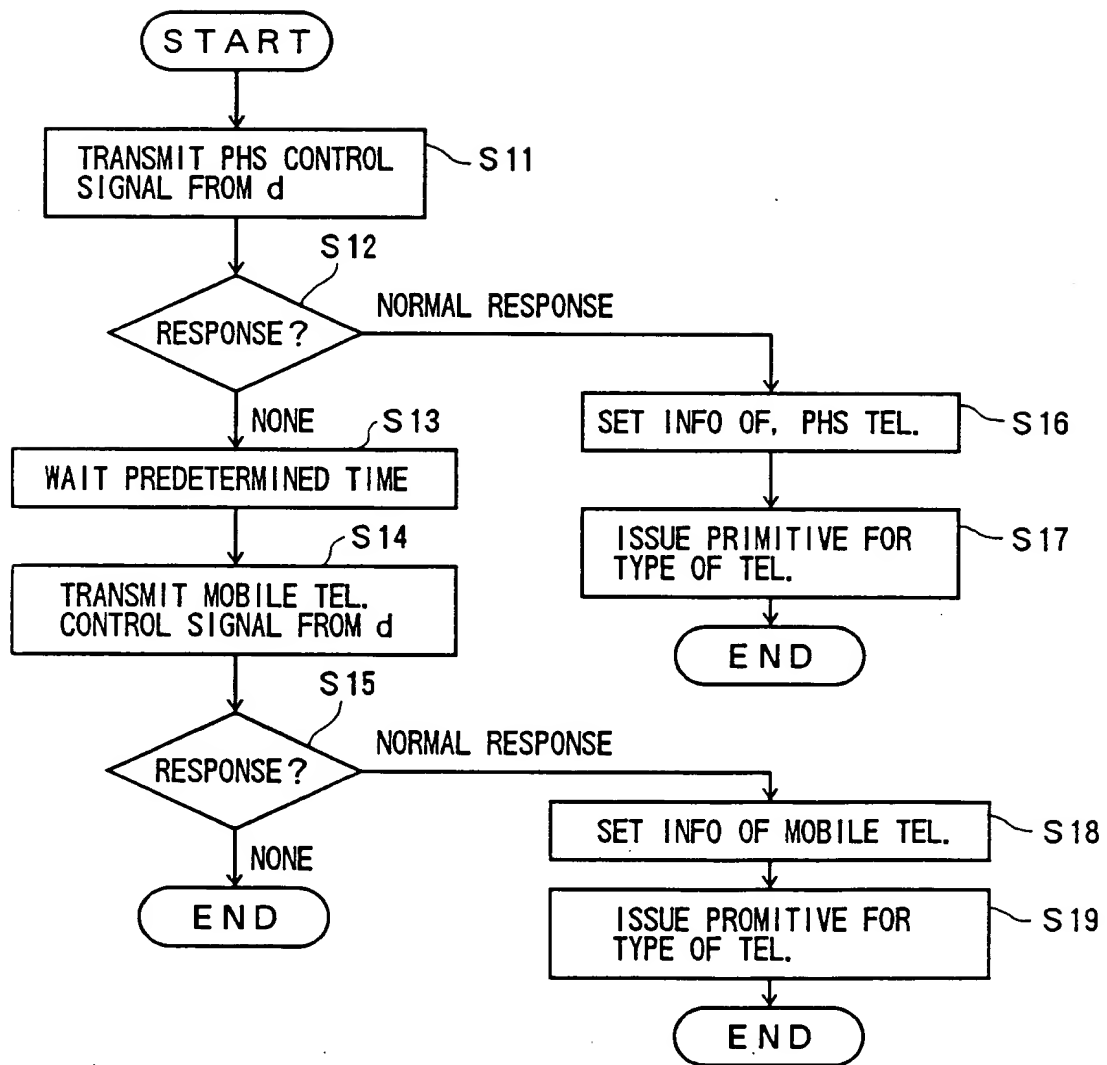 START
TRANSMIT PHS CONTROL
SIGNAL FROM d
S11
S12
RESPONSE?
NORMAL RESPONSE
NONE
S13
WAIT PREDETERMINED TIME
SET INFO OF, PHS TEL.
S16
S14
TRANSMIT MOBILE TEL.
CONTROL SIGNAL FROM d
ISSUE PRIMITIVE FOR
TYPE OF TEL.
S17
END
S15
RESPONSE?
NORMAL RESPONSE
NONE
END
SET INFO OF MOBILE TEL.
S18
ISSUE PROMITIVE FOR
TYPE OF TEL.
S19
END